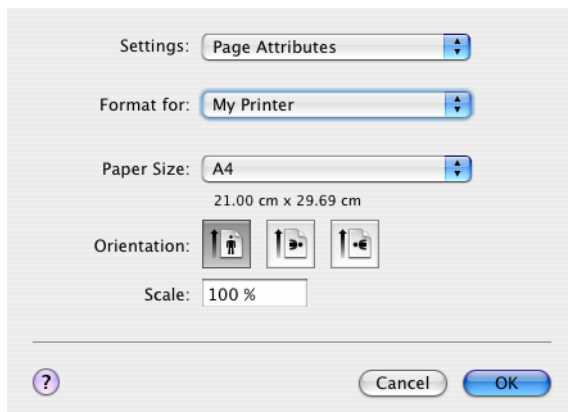 Settings: Page Attributes
Format for: My Printer
Paper Size: A4
21.00 cm x 29.69 cm
Orientation:
Scale: 100 %
? Cancel OK